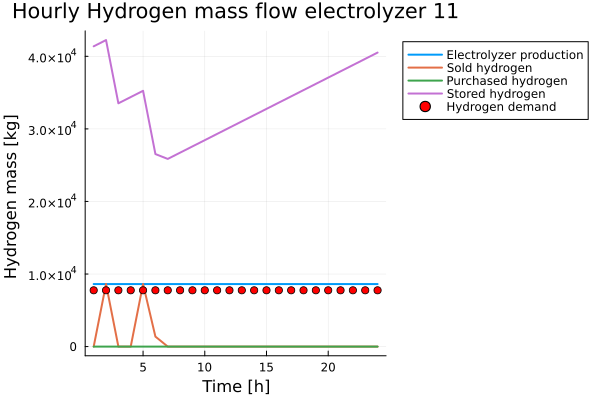 Hourly Hydrogen mass flow electrolyzer 11
Hydrogen mass [kg]
4.0×10⁴
3.0×10⁴
2.0×10⁴
1.0×10⁴
0
5 10 15 20
Time [h]
Electrolyzer production
Sold hydrogen
Purchased hydrogen
Stored hydrogen
Hydrogen demand